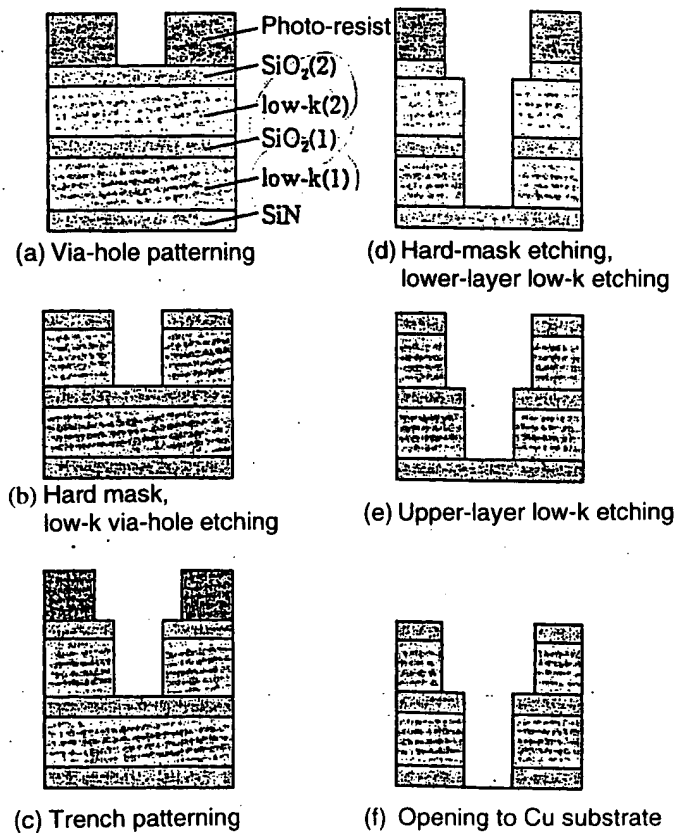 Photo-resist
SiO₂(2)
low-k(2)
SiO₂(1)
low-k(1)
SiN
(a) Via-hole patterning
(b) Hard mask,
low-k via-hole etching
(c) Trench patterning
(d) Hard-mask etching,
lower-layer low-k etching
(e) Upper-layer low-k etching
(f) Opening to Cu substrate